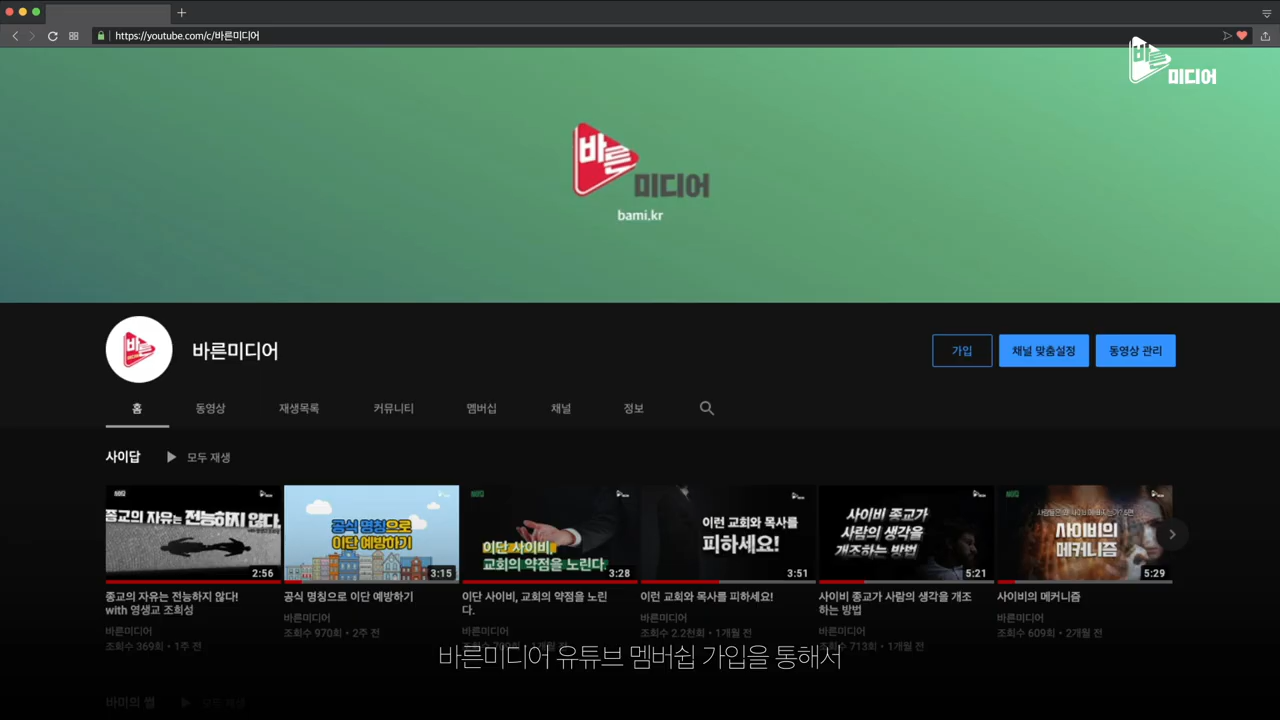 https://youtube.com/c/바른미디어
바른미디어
바른미디어
bami.kr
바른미디어
가입
채널 맞춤설정
동영상 관리
홈
동영상
재생목록
커뮤니티
멤버십
채널
정보
사이답
모두 재생
종교의 자유는 전능하지 않다.
2:56
공식 명칭으로
이단 예방하기
3:15
이단 사이비,
교회의 약점을 노린다.
3:28
이런 교회와 목사를
피하세요!
3:51
사이비 종교가
사람의 생각을
개조하는 방법
5:21
사이비의
메커니즘
5:29
종교의 자유는 전능하지 않다!
with 영생교 조희성
바른미디어
조회수 369회 • 1주 전
공식 명칭으로 이단 예방하기
바른미디어
조회수 970회 • 2주 전
이단 사이비, 교회의 약점을 노린
다.
바른미디어
이런 교회와 목사를 피하세요!
바른미디어
조회수 2.2천회 • 1개월 전
사이비 종교가 사람의 생각을 개조
하는 방법
바른미디어
조회수 713회 • 1개월 전
사이비의 메커니즘
바른미디어
조회수 609회 • 2개월 전
바른미디어 유튜브 멤버쉽 가입을 통해서
바미의 썰
모두 재생